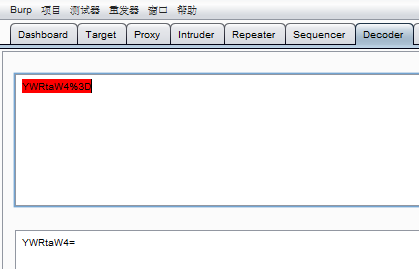 Burp 项目 测试器 重发器 窗口 帮助
Dashboard Target Proxy Intruder Repeater Sequencer Decoder
YWRtaW4%3D
YWRtaW4=